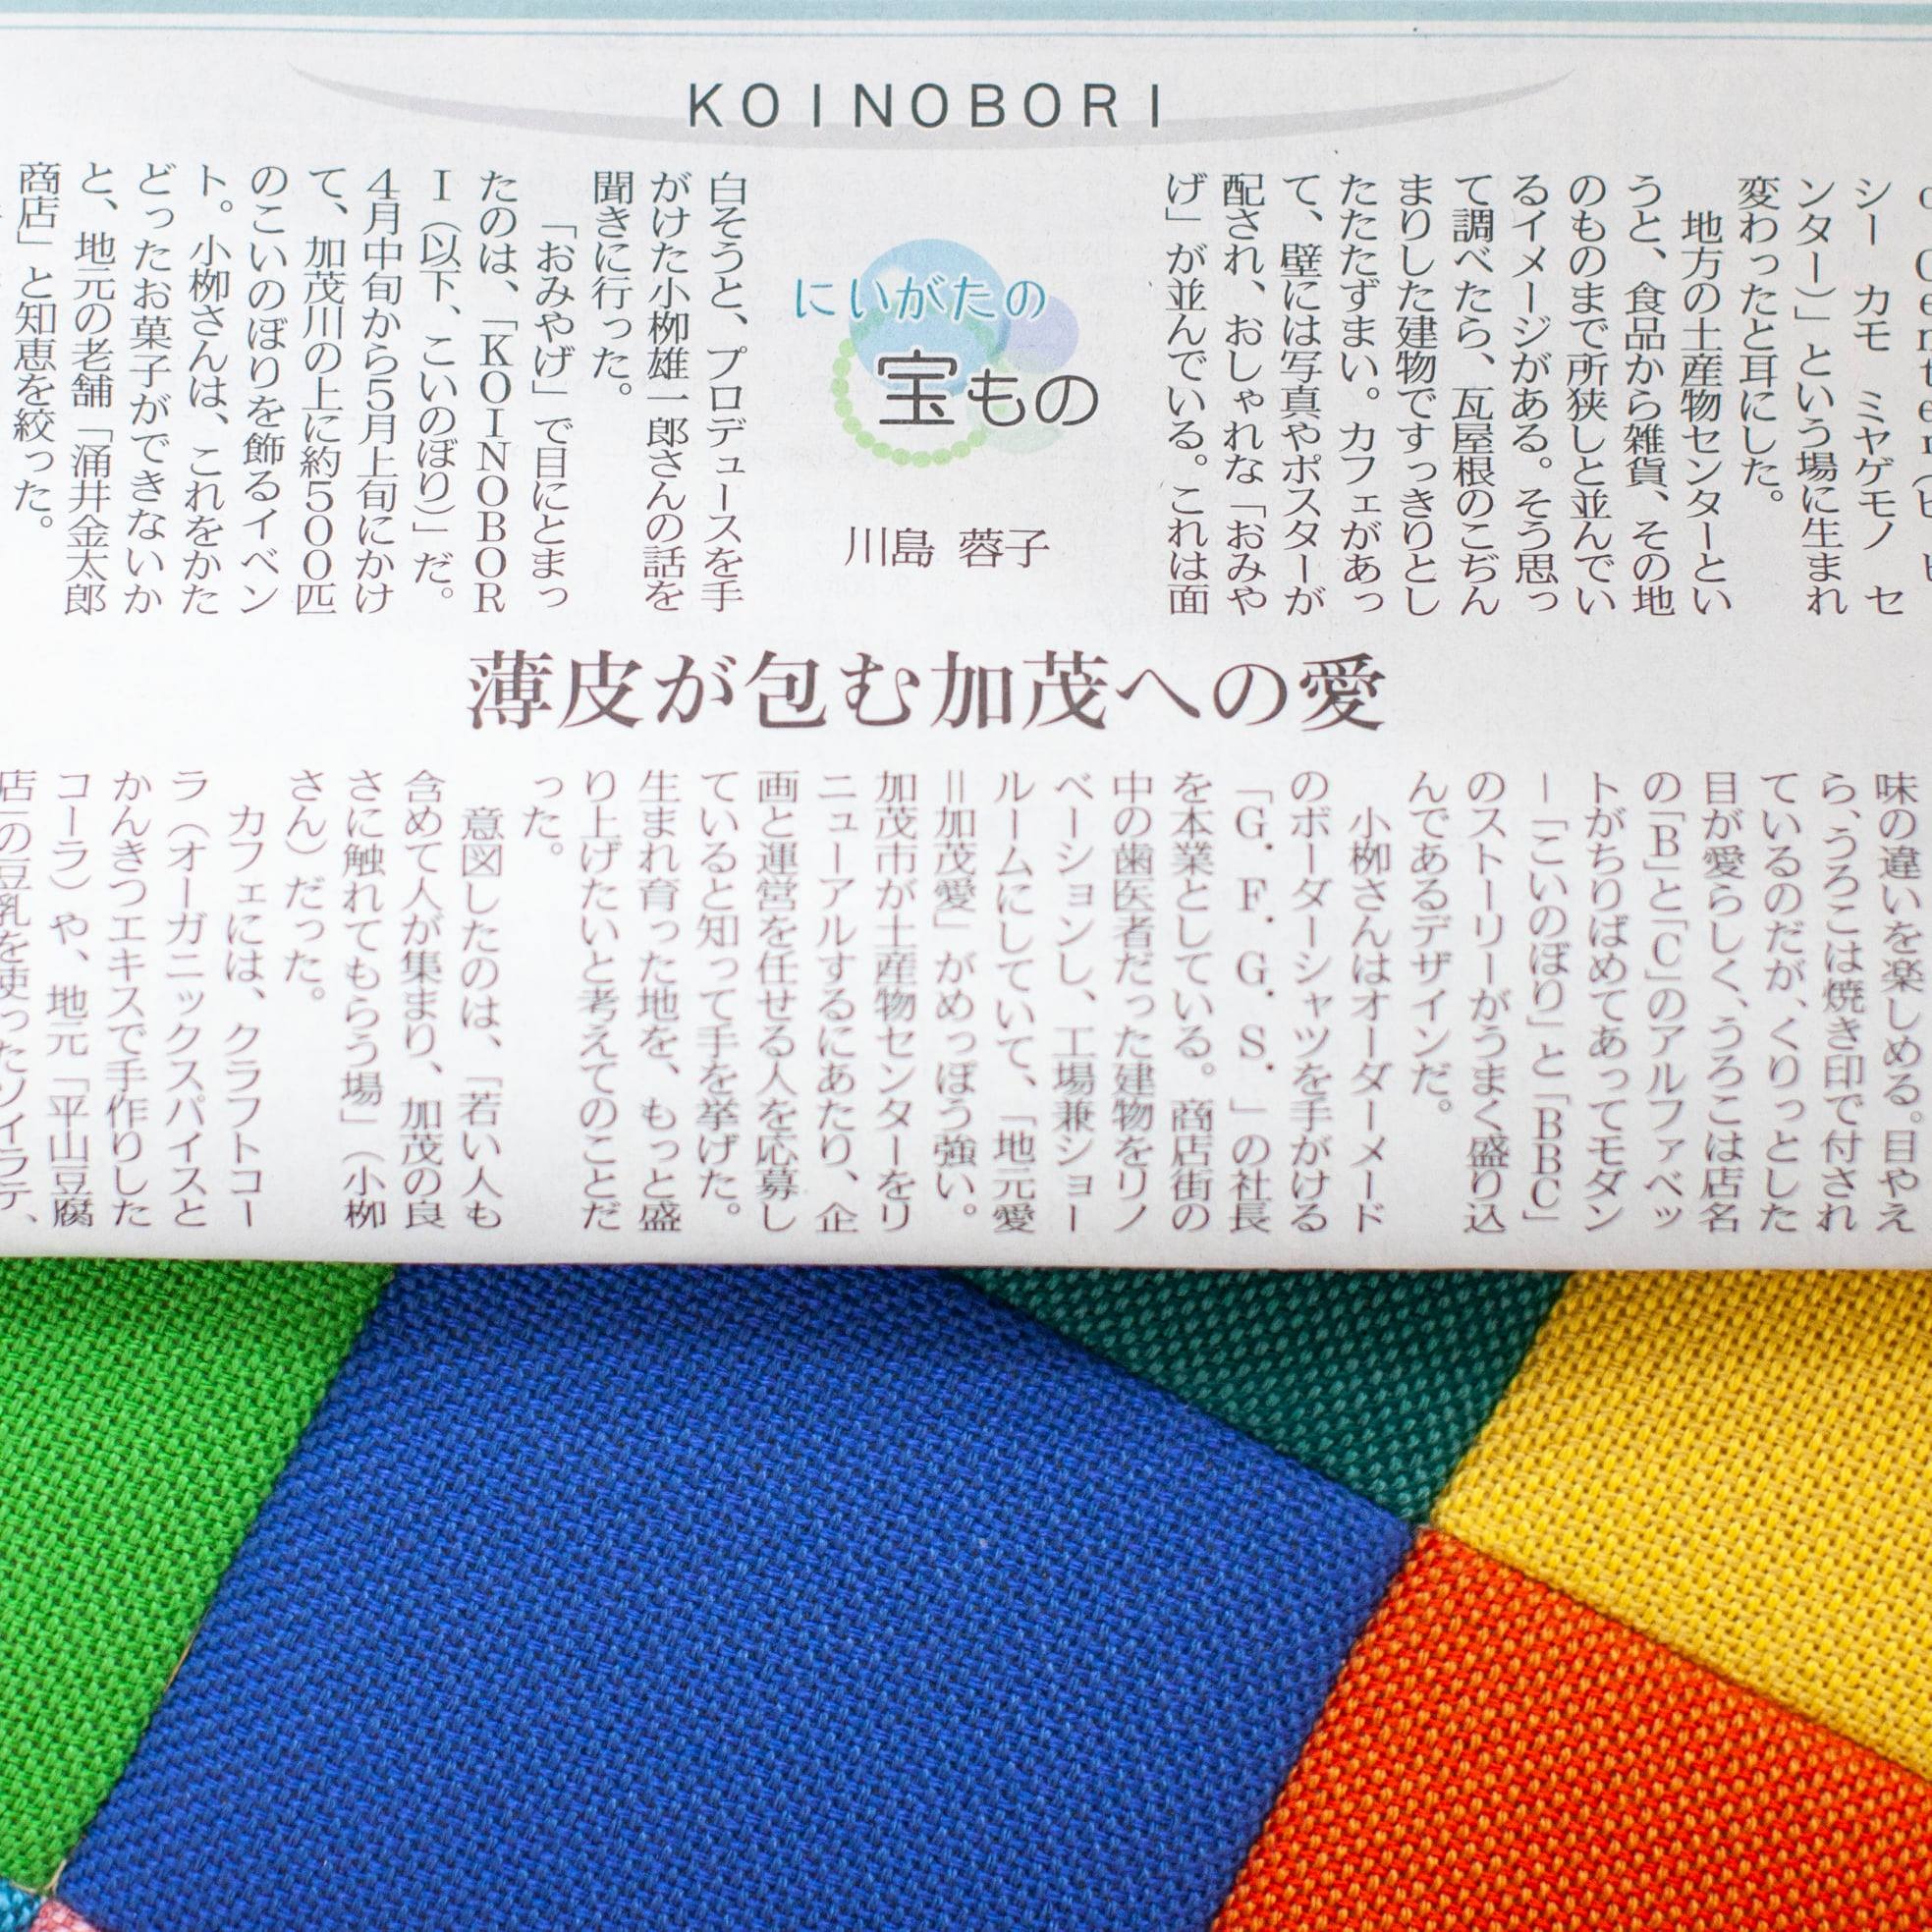 KOINOBORI
シー カモ ミヤゲモノ セ
ンター)」という場に生まれ
変わったと耳にした。
地方の土産物センターとい
うと、食品から雑貨、その地
のものまで所狭しと並んでい
るイメージがある。そう思っ
て調べたら、瓦屋根のこぢん
まりした建物ですっきりとし
たたたずまい。カフェがあっ
て、壁には写真やポスターが
配され、おしゃれな「おみや
げ」が並んでいる。これは面
にいがたの
宝もの
川島 蓉子
白そうと、プロデュースを手
がけた小栁雄一郎さんの話を
聞きに行った。
「おみやげ」で目にとまっ
たのは、「KOINOBOR
I(以下、こいのぼり)」だ。
4月中旬から5月上旬にかけ
て、加茂川の上に約500匹
のこいのぼりを飾るイベン
ト。小栁さんは、これをかた
どったお菓子ができないか
と、地元の老舗「涌井金太郎
商店」と知恵を絞った。
薄皮が包む加茂への愛
味の違いを楽しめる。目やえ
ら、うろこは焼き印で付され
ているのだが、くりっとした
目が愛らしく、うろこは店名
の「B」と「C」のアルファベッ
トがちりばめてあってモダン
ー「こいのぼり」と「BBC」
のストーリーがうまく盛り込
んであるデザインだ。
小栁さんはオーダーメード
のボーダーシャツを手がける
「G.F.G.S.」の社長
を本業としている。商店街の
中の歯医者だった建物をリノ
ベーションし、工場兼ショー
ルームにしていて、「地元愛
=加茂愛」がめっぽう強い。
加茂市が土産物センターをリ
ニューアルするにあたり、企
画と運営を任せる人を応募し
ていると知って手を挙げた。
生まれ育った地を、もっと盛
り上げたいと考えてのことだ
った。
意図したのは、「若い人も
含めて人が集まり、加茂の良
さに触れてもらう場」(小栁
さん)だった。
カフェには、クラフトコー
ラ(オーガニックスパイスと
かんきつエキスで手作りした
コーラ)や、地元「平山豆腐
店」の豆乳を使ったソイラテ、